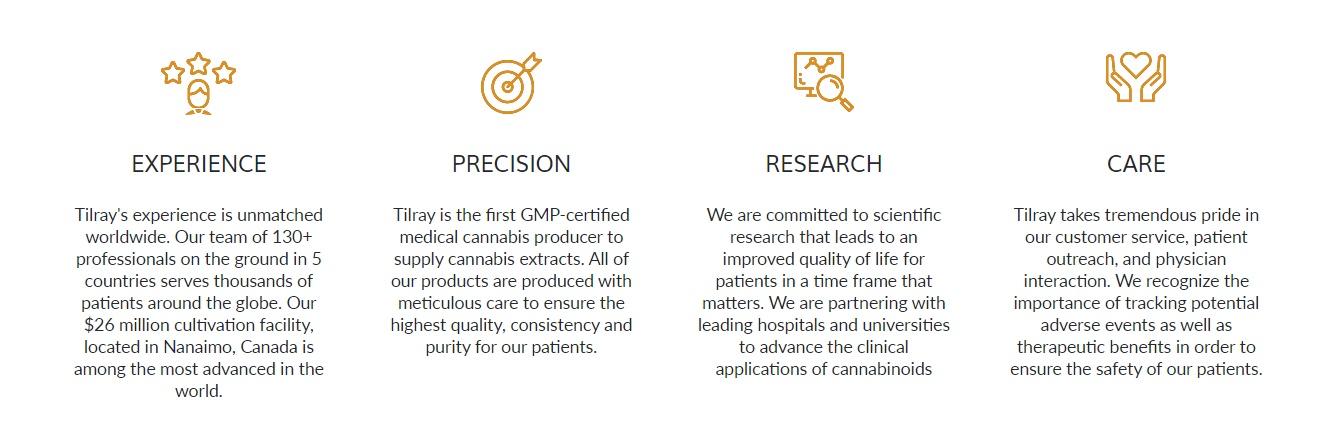 EXPERIENCE
Tilray's experience is unmatched
worldwide. Our team of 130+
professionals on the ground in 5
countries serves thousands of
patients around the globe. Our
$26 million cultivation facility,
located in Nanaimo, Canada is
among the most advanced in the
world.
PRECISION
Tilray is the first GMP-certified
medical cannabis producer to
supply cannabis extracts. All of
our products are produced with
meticulous care to ensure the
highest quality, consistency and
purity for our patients.
RESEARCH
We are committed to scientific
research that leads to an
improved quality of life for
patients in a time frame that
matters. We are partnering with
leading hospitals and universities
to advance the clinical
applications of cannabinoids
CARE
Tilray takes tremendous pride in
our customer service, patient
outreach, and physician
interaction. We recognize the
importance of tracking potential
adverse events as well as
therapeutic benefits in order to
ensure the safety of our patients.